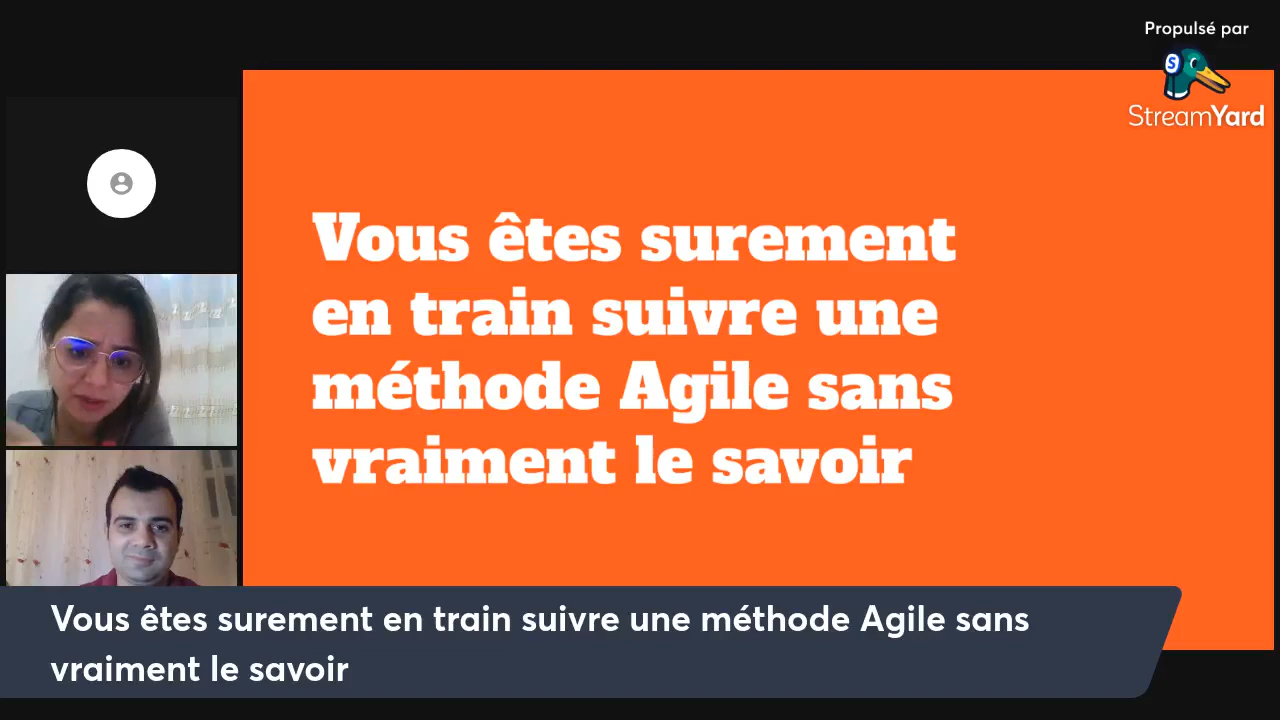 Propulsé par
S
StreamYard
Vous êtes surement
en train suivre une
méthode Agile sans
vraiment le savoir
Vous êtes surement en train suivre une méthode Agile sans
vraiment le savoir